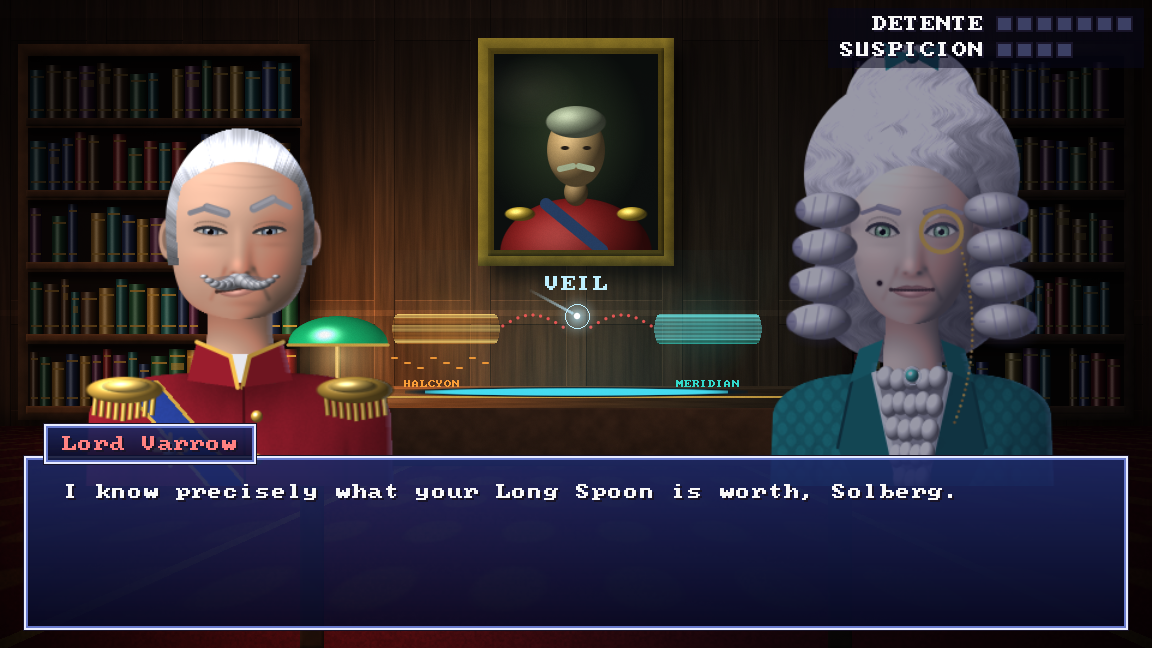 DETENTE
SUSPICION
VEIL
HALCYON
MERIDIAN
Lord Varrow
I know precisely what your Long Spoon is worth, Solberg.